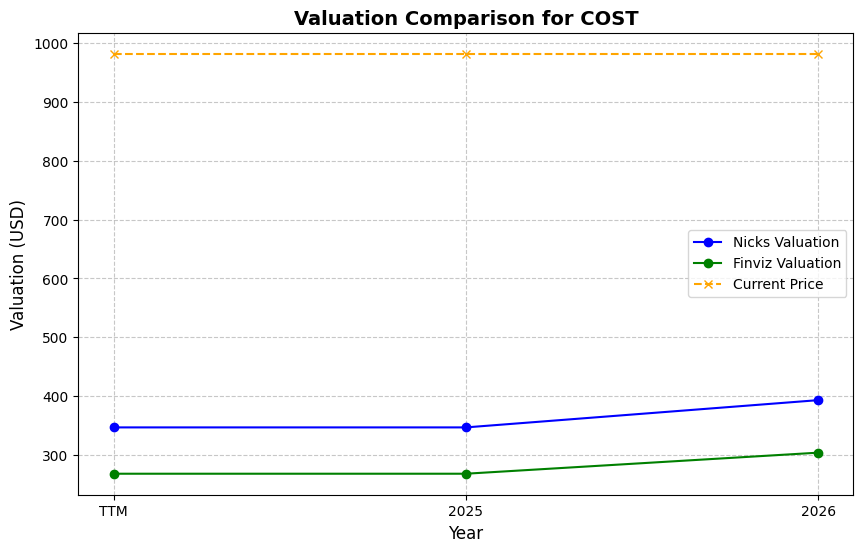 Valuation Comparison for COST
1000
900
800
700
600
500
400
300
Valuation (USD)
Nicks Valuation
Finviz Valuation
Current Price
TTM
2025
2026
Year